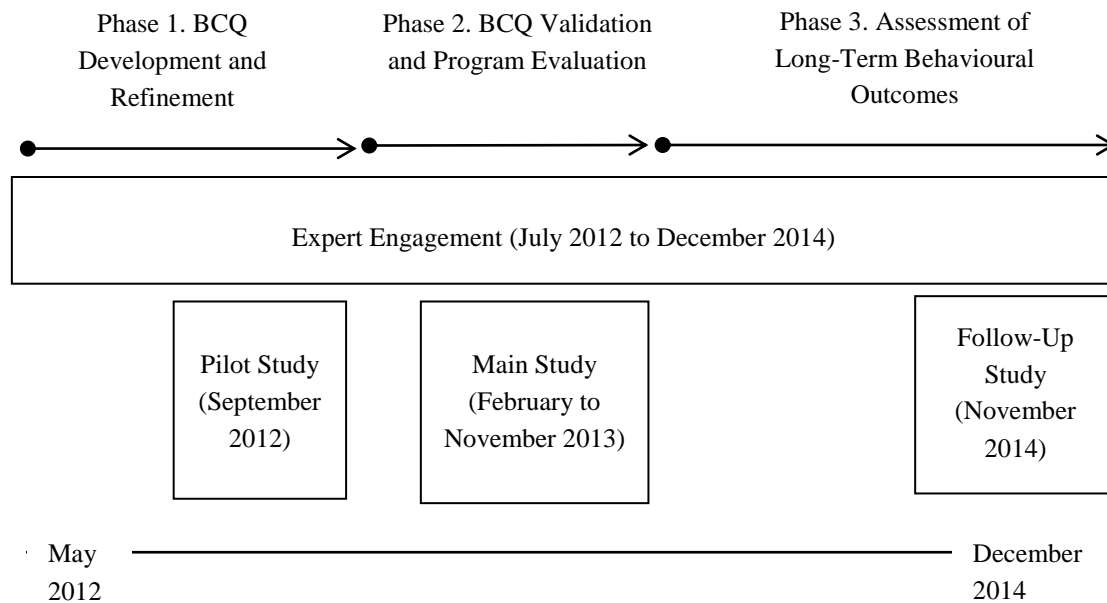 Phase 1. BCQ
Development and
Refinement
Phase 2. BCQ Validation
and Program Evaluation
Phase 3. Assessment of
Long-Term Behavioural
Outcomes
Expert Engagement (July 2012 to December 2014)
Pilot Study
(September
2012)
Main Study
(February to
November 2013)
Follow-Up
Study
(November
2014)
May
2012
December
2014